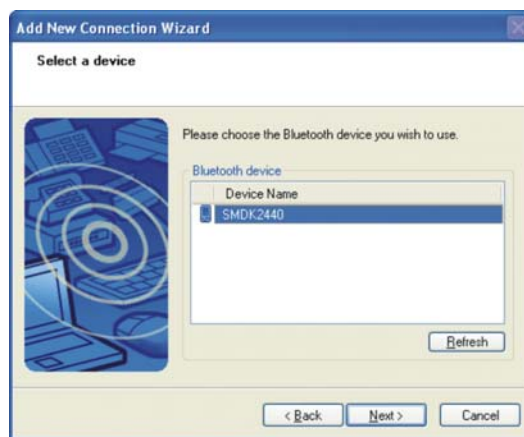 Add New Connection Wizard
Select a device
Please choose the Bluetooth device you wish to use.
Bluetooth device
Device Name
SMDK2440
Refresh
< Back Next > Cancel